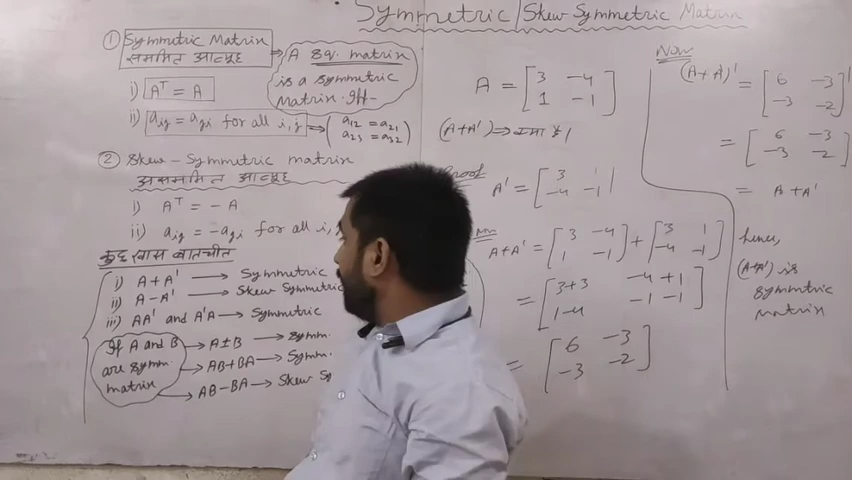 Symmetric / Skew Symmetric Matrix
① Symmetric Matrix
सममित आव्यूह
⇒ A sq. matrix
is a symmetric
matrix. Iff-
i) Aᵀ = A
ii) aij = aji for all i, j ⇒ ( a12 = a21
a23 = a32 )
② Skew-Symmetric matrix
i) Aᵀ = - A
ii) aij = -aji for all i,
कुछ खास बातचीत
i) A+A' → Symmetric
ii) A-A' → Skew Symmetric
iii) AA' and A'A → Symmetric
If A and B
are symm.
matrix
→ A±B → symm.
→ AB+BA → Symm.
→ AB-BA → Skew Sy
A = [ 3 -4
1 -1 ]
(A+A') ⇒ क्या है।
Proof
A' = [ 3 1
-4 -1 ]
A+A' = [ 3 -4
1 -1 ] + [ 3 1
-4 -1 ]
= [ 3+3 -4+1
1-4 -1-1 ]
= [ 6 -3
-3 -2 ]
Now
(A+A')' = [ 6 -3
-3 -2 ]'
= [ 6 -3
-3 -2 ]
= A+A'
hence,
(A+A') is
symmetric
matrix